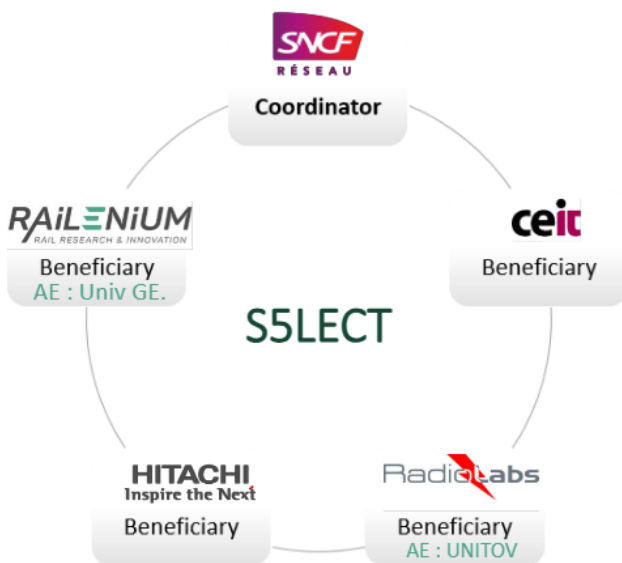 SNCF
RÉSEAU
Coordinator
RAiLENiUM
RAIL RESEARCH & INNOVATION
Beneficiary
AE : Univ GE.
ceit
Beneficiary
S5LECT
HITACHI
Inspire the Next
Beneficiary
RadioLabs
Beneficiary
AE : UNITOV